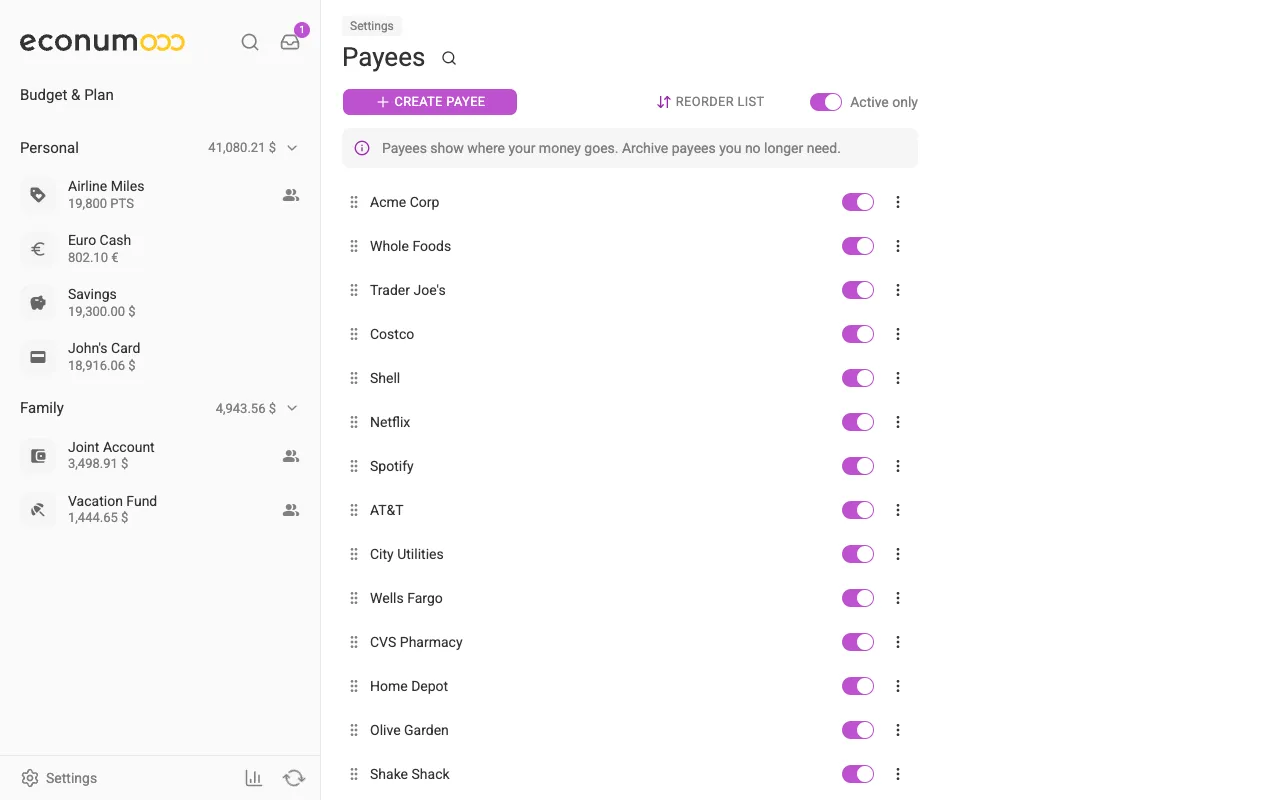 econumo
1
Budget & Plan
Personal 41,080.21 $
Airline Miles
19,800 PTS
Euro Cash
802.10 €
Savings
19,300.00 $
John's Card
18,916.06 $
Family 4,943.56 $
Joint Account
3,498.91 $
Vacation Fund
1,444.65 $
Settings
Settings
Payees
CREATE PAYEE
REORDER LIST
Active only
Payees show where your money goes. Archive payees you no longer need.
Acme Corp
Whole Foods
Trader Joe's
Costco
Shell
Netflix
Spotify
AT&T
City Utilities
Wells Fargo
CVS Pharmacy
Home Depot
Olive Garden
Shake Shack